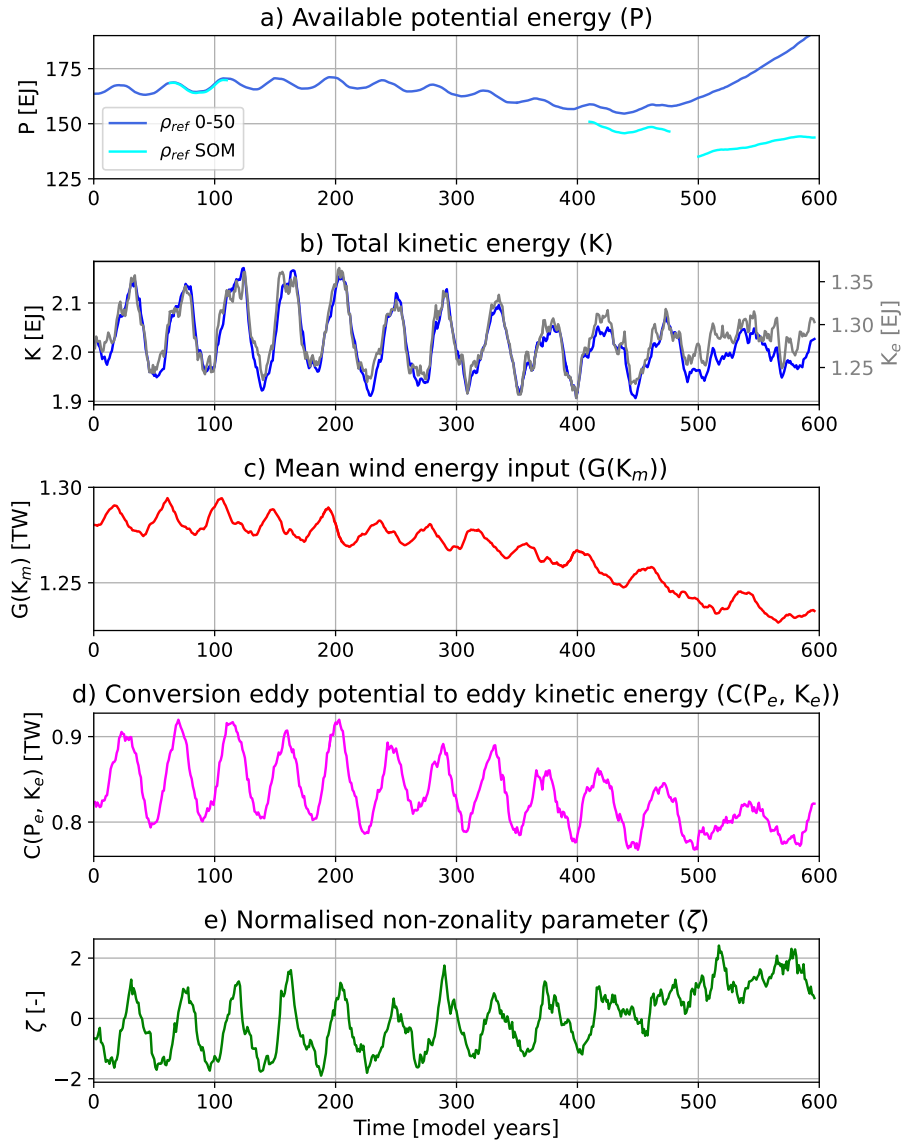 a) Available potential energy (P)
P [EJ]
175
150
125
ρref 0-50
ρref SOM
0 100 200 300 400 500 600
b) Total kinetic energy (K)
K [EJ]
2.1
2.0
1.9
1.35
1.30
1.25
Ke [EJ]
0 100 200 300 400 500 600
c) Mean wind energy input (G(Km))
G(Km) [TW]
1.30
1.25
0 100 200 300 400 500 600
d) Conversion eddy potential to eddy kinetic energy (C(Pe, Ke))
C(Pe, Ke) [TW]
0.9
0.8
0 100 200 300 400 500 600
e) Normalised non-zonality parameter (ζ)
ζ [-]
2
0
−2
0 100 200 300 400 500 600
Time [model years]